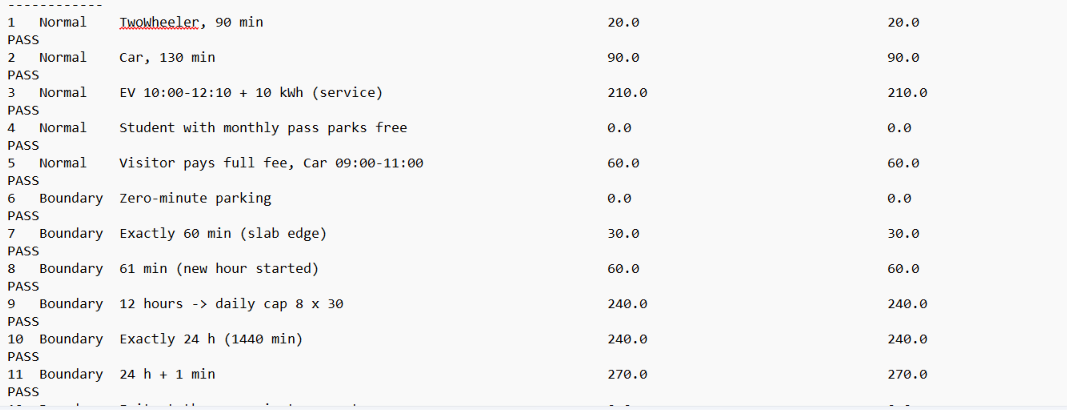 ------------
1   Normal    TwoWheeler, 90 min                                           20.0                               20.0
PASS
2   Normal    Car, 130 min                                                 90.0                               90.0
PASS
3   Normal    EV 10:00-12:10 + 10 kWh (service)                            210.0                              210.0
PASS
4   Normal    Student with monthly pass parks free                         0.0                                0.0
PASS
5   Normal    Visitor pays full fee, Car 09:00-11:00                       60.0                               60.0
PASS
6   Boundary  Zero-minute parking                                          0.0                                0.0
PASS
7   Boundary  Exactly 60 min (slab edge)                                   30.0                               30.0
PASS
8   Boundary  61 min (new hour started)                                    60.0                               60.0
PASS
9   Boundary  12 hours -> daily cap 8 x 30                                 240.0                              240.0
PASS
10  Boundary  Exactly 24 h (1440 min)                                      240.0                              240.0
PASS
11  Boundary  24 h + 1 min                                                 270.0                              270.0
PASS